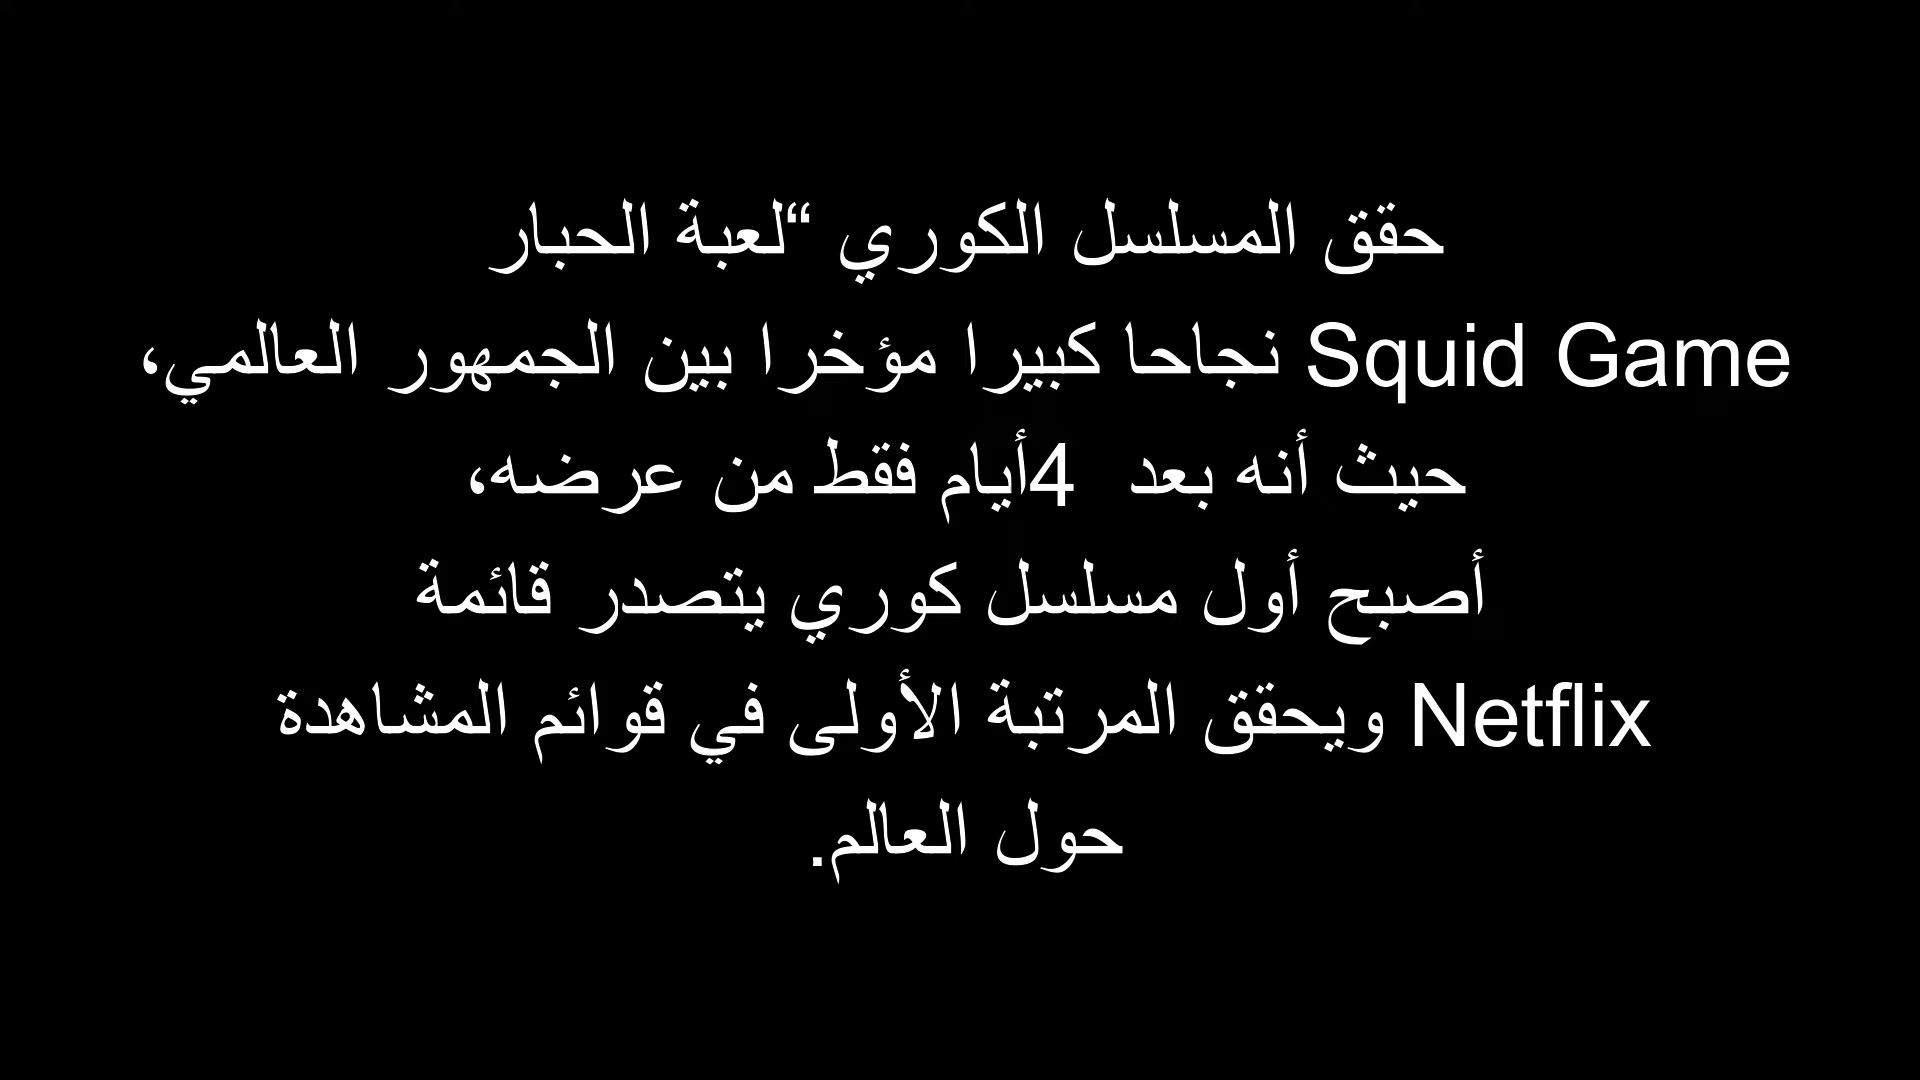 حقق المسلسل الكوري “لعبة الحبار
Squid Game نجاحا كبيرا مؤخرا بين الجمهور العالمي،
حيث أنه بعد 4أيام فقط من عرضه،
أصبح أول مسلسل كوري يتصدر قائمة
Netflix ويحقق المرتبة الأولى في قوائم المشاهدة
حول العالم.